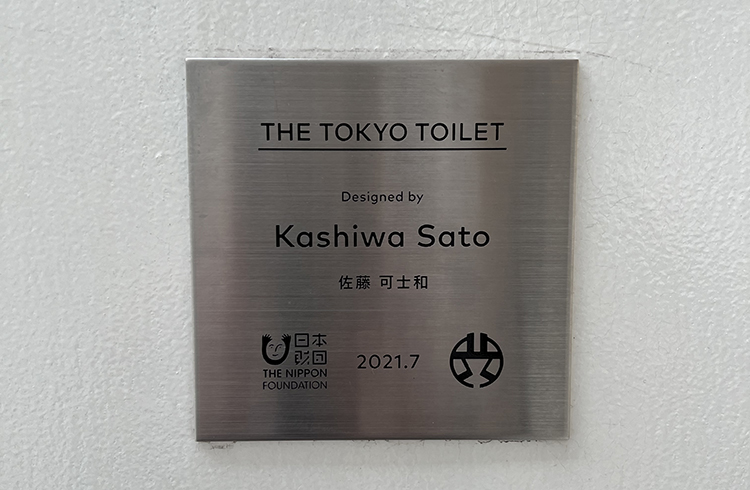 THE TOKYO TOILET
Designed by
Kashiwa Sato
佐藤 可士和
日本
財団
THE NIPPON
FOUNDATION
2021.7